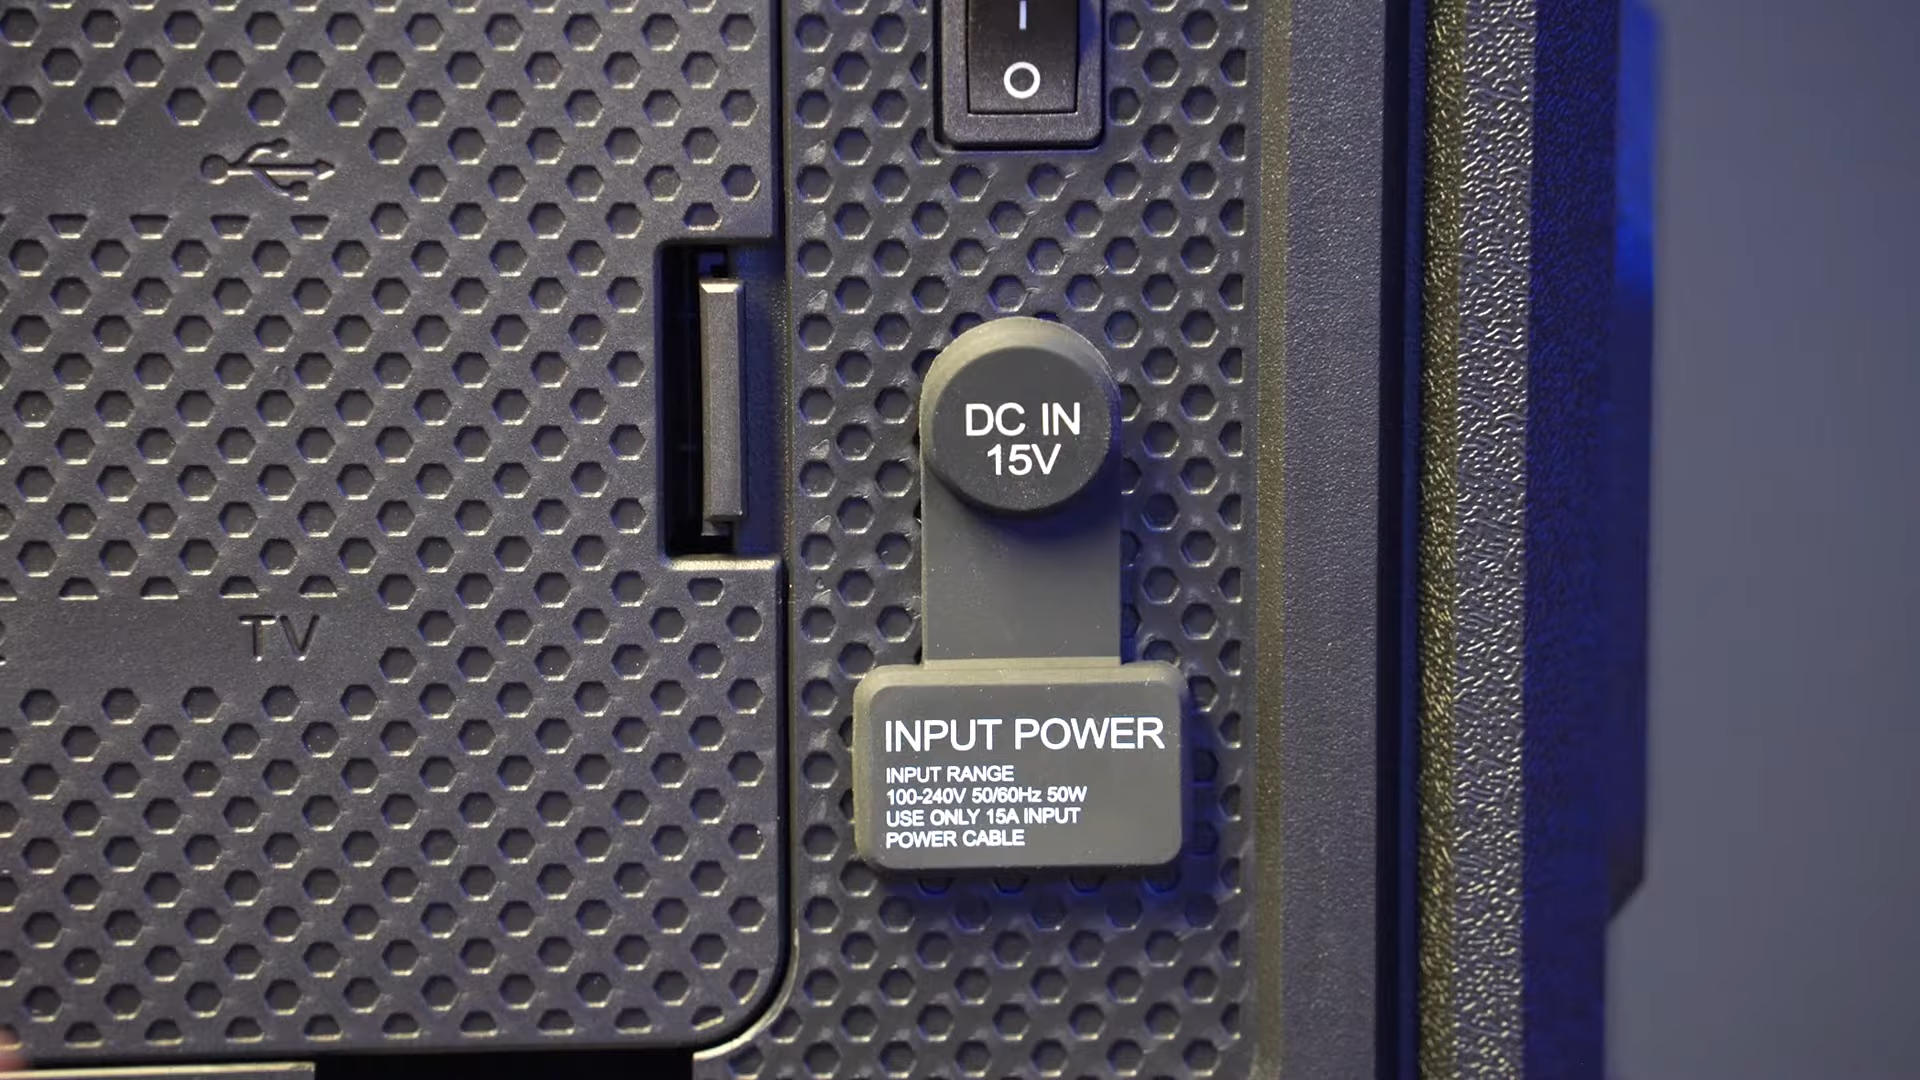 DC IN
15V
TV
INPUT POWER
INPUT RANGE
100-240V 50/60Hz 50W
USE ONLY 15A INPUT
POWER CABLE